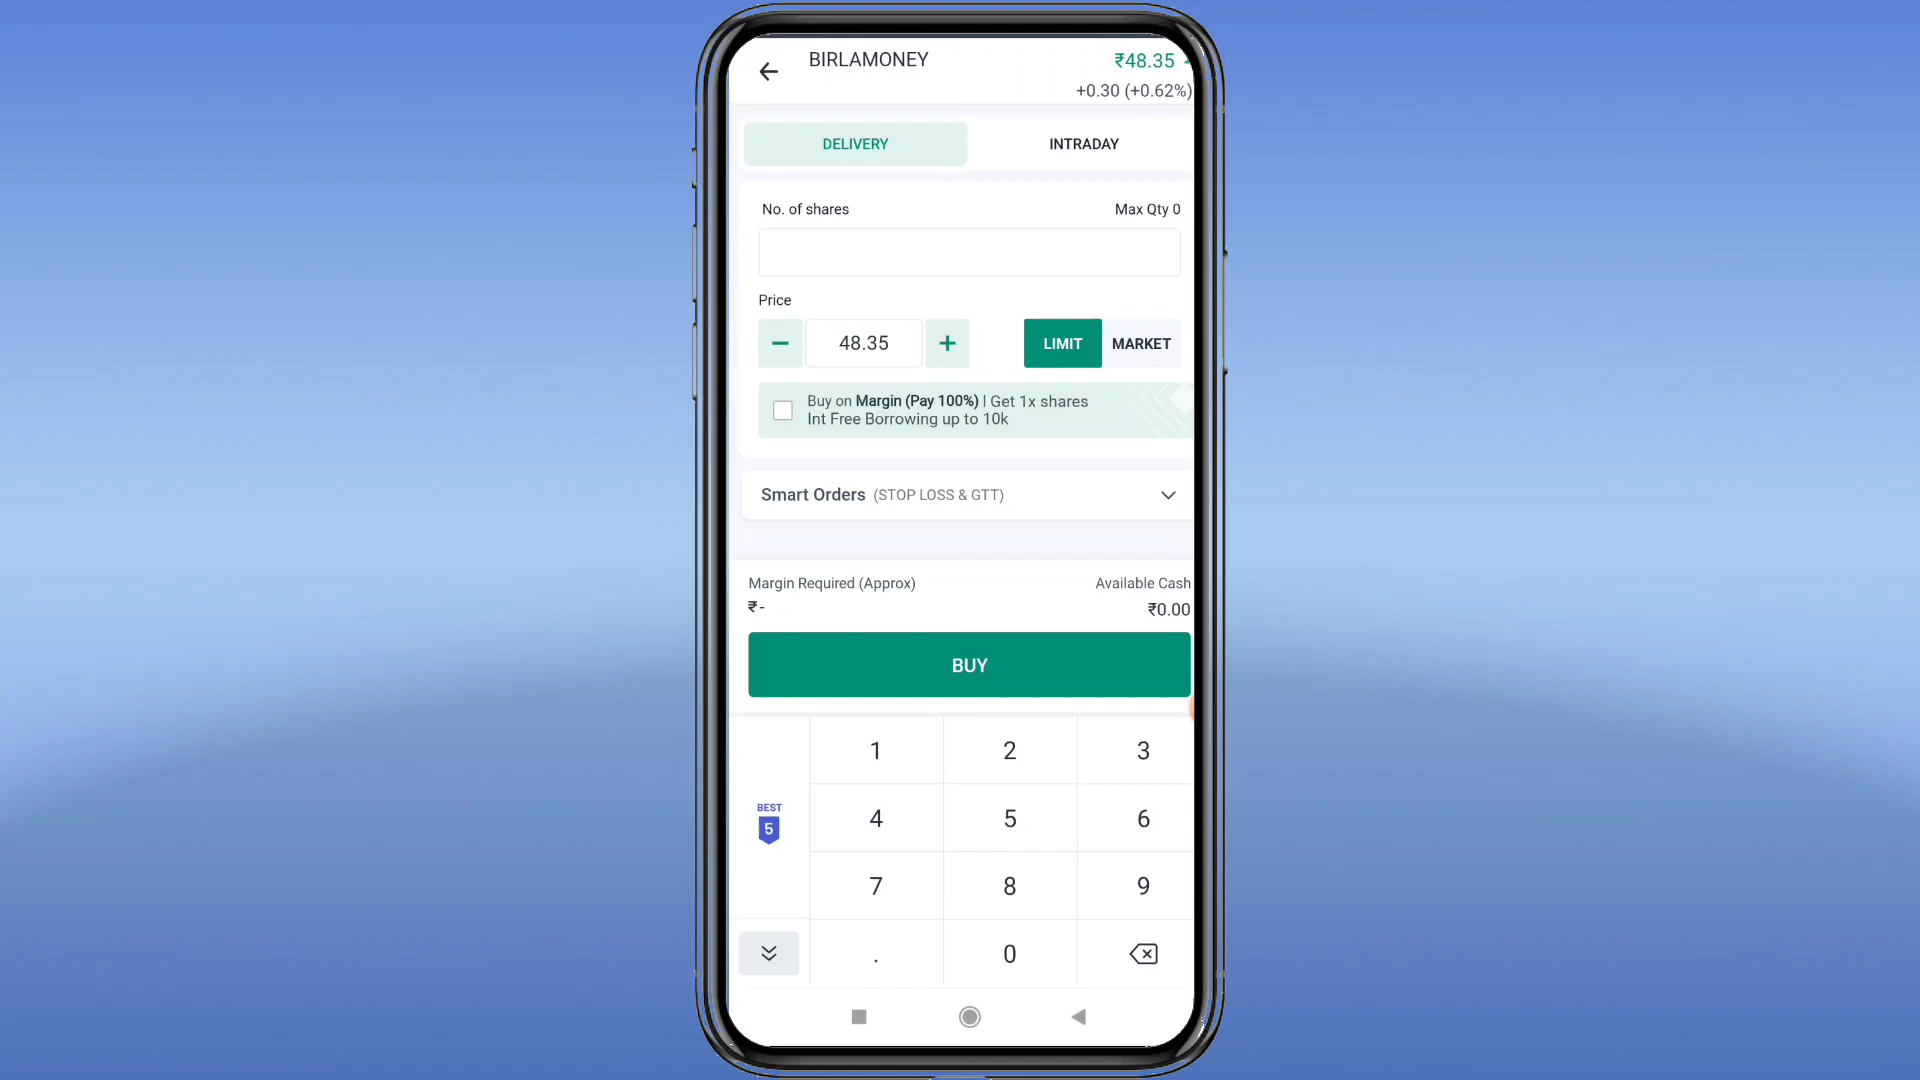 BIRLAMONEY
₹48.35
+0.30 (+0.62%)
DELIVERY INTRADAY
No. of shares Max Qty 0
Price
48.35 LIMIT MARKET
Buy on Margin (Pay 100%) | Get 1x shares
Int Free Borrowing up to 10k
Smart Orders (STOP LOSS & GTT)
Margin Required (Approx) Available Cash
₹- ₹0.00
BUY
1 2 3
BEST
5
4 5 6
7 8 9
. 0